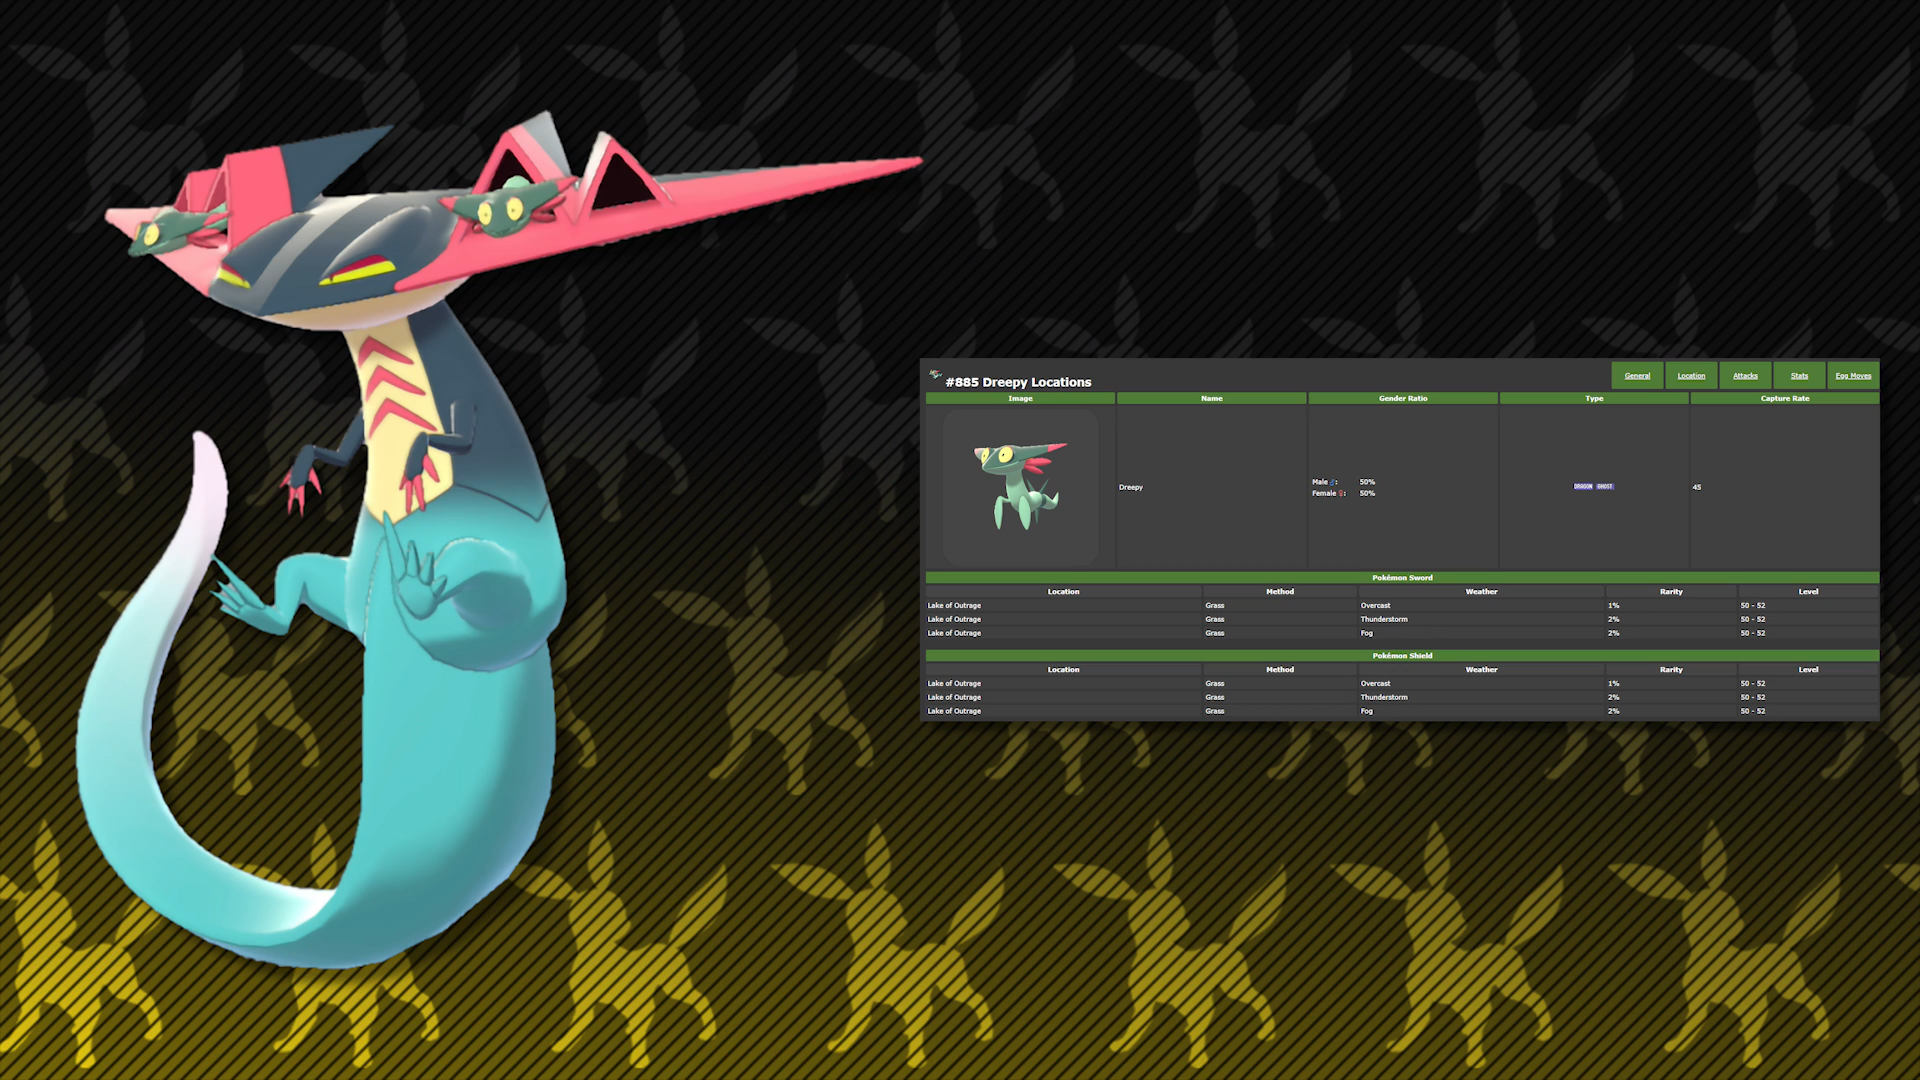 #885 Dreepy Locations
General Location Attacks Stats Egg Moves
Image Name Gender Ratio Type Capture Rate
Dreepy
Male : 50%
Female : 50%
DRAGON GHOST
45
Pokémon Sword
Location Method Weather Rarity Level
Lake of Outrage Grass Overcast 1% 50 - 52
Lake of Outrage Grass Thunderstorm 2% 50 - 52
Lake of Outrage Grass Fog 2% 50 - 52
Pokémon Shield
Location Method Weather Rarity Level
Lake of Outrage Grass Overcast 1% 50 - 52
Lake of Outrage Grass Thunderstorm 2% 50 - 52
Lake of Outrage Grass Fog 2% 50 - 52